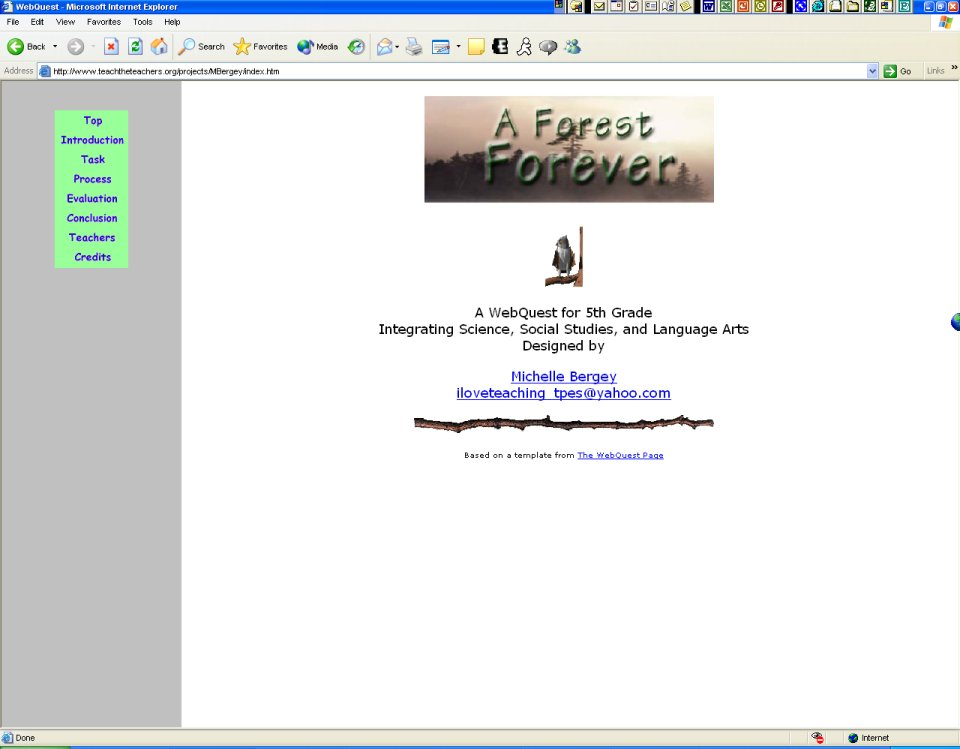 WebQuest - Microsoft Internet Explorer
File Edit View Favorites Tools Help
Back Search Favorites Media
Address http://www.teachtheteachers.org/projects/MBergey/index.htm Go Links »
Top
Introduction
Task
Process
Evaluation
Conclusion
Teachers
Credits
A Forest
Forever
A WebQuest for 5th Grade
Integrating Science, Social Studies, and Language Arts
Designed by
Michelle Bergey
iloveteaching_tpes@yahoo.com
Based on a template from The WebQuest Page
Done Internet